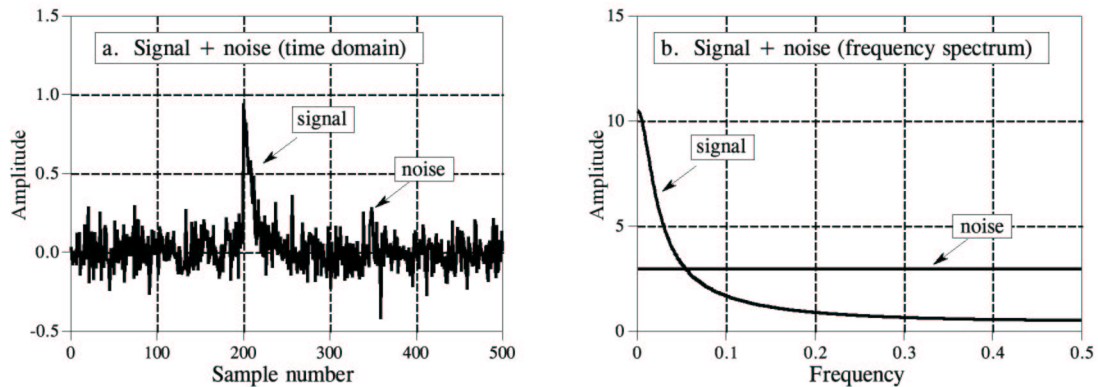 a. Signal + noise (time domain)
1.5
1.0
0.5
0.0
-0.5
Amplitude
signal
noise
0 100 200 300 400 500
Sample number
b. Signal + noise (frequency spectrum)
15
10
5
0
Amplitude
signal
noise
0 0.1 0.2 0.3 0.4 0.5
Frequency